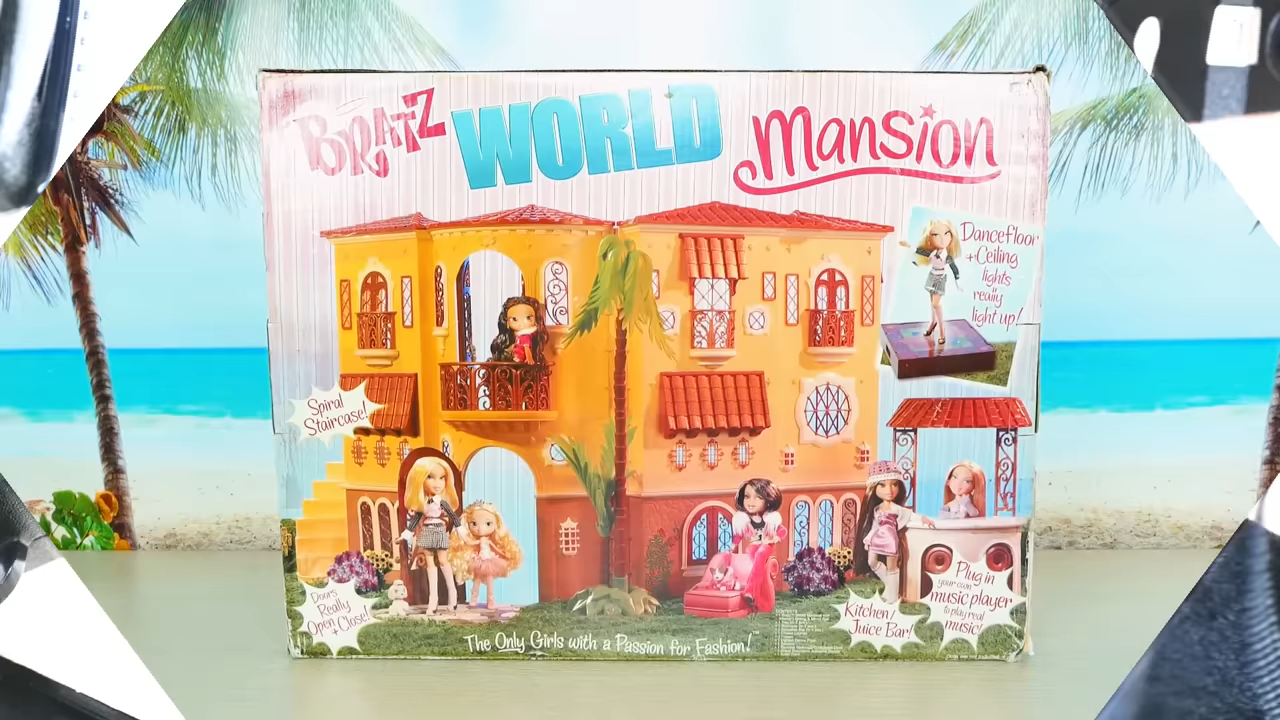 BRATZ WORLD Mansion
Dancefloor
+ Ceiling
lights
really
light up!
Spiral
Staircase!
Doors
Really
Open +
Close!
Plug in
your own
music player
to play real
music!
Kitchen/
Juice Bar!
The Only Girls with a Passion for Fashion!